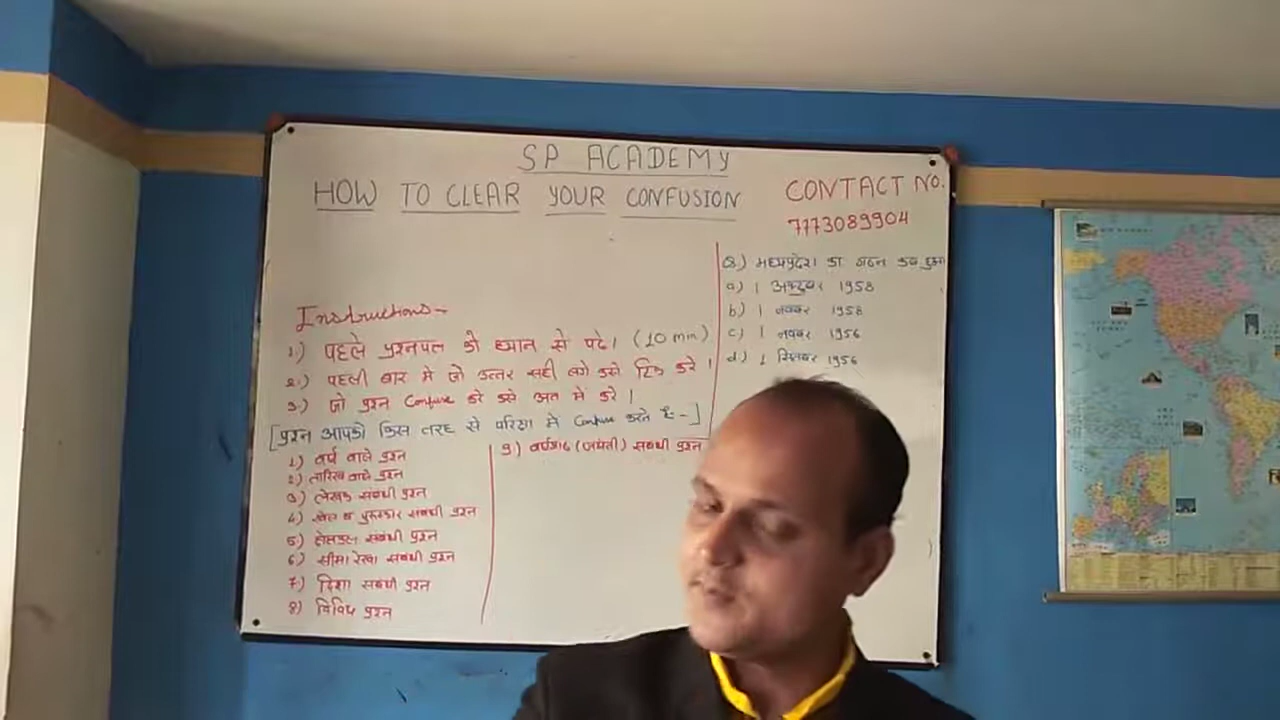 SP ACADEMY
HOW TO CLEAR YOUR CONFUSION
CONTACT NO.
7173089904
Instructions:-
1.) पहले प्रश्नपत्र को ध्यान से पढे। (10 min)
2.) पहली बार मे जो उत्तर सही लगे उसे टिक करे।
3.) जो प्रश्न Confuse करे उसे अंत में करे।
[प्रश्न आपको किस तरह से परिक्षा मे Confuse करते है:-]
1) वर्ष वाले प्रश्न
2) तारिख वाले प्रश्न
3) लेखक संबंधी प्रश्न
4) खेल व पुरुस्कार संबंधी प्रश्न
5) क्षेत्रफल संबंधी प्रश्न
6) सीमा रेखा संबंधी प्रश्न
7) दिशा संबंधी प्रश्न
8) विविध प्रश्न
9) वर्षगाठ (जयंती) संबंधी प्रश्न
Q.) मध्यप्रदेश का गठन कब हुआ
a) 1 अक्टूबर 1958
b) 1 नवम्बर 1958
c) 1 नवम्बर 1956
d) 1 दिसम्बर 1956